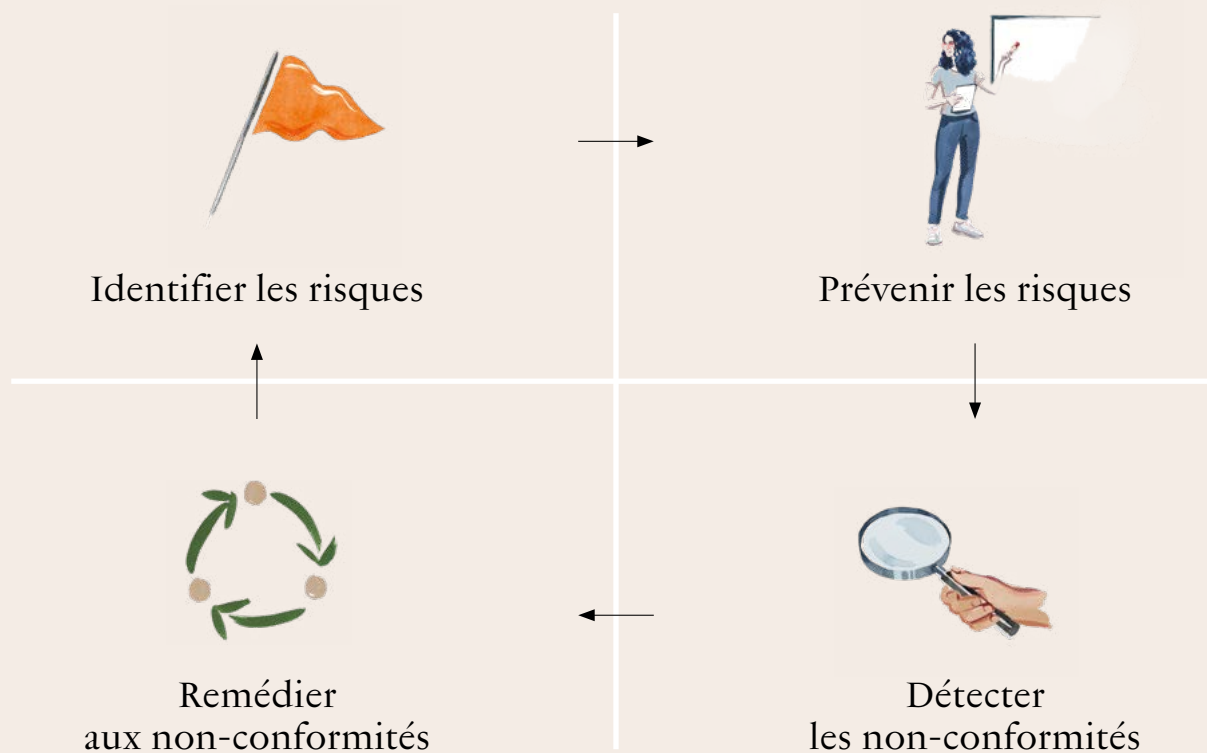 Identifier les risques
Prévenir les risques
Remédier
aux non-conformités
Détecter
les non-conformités